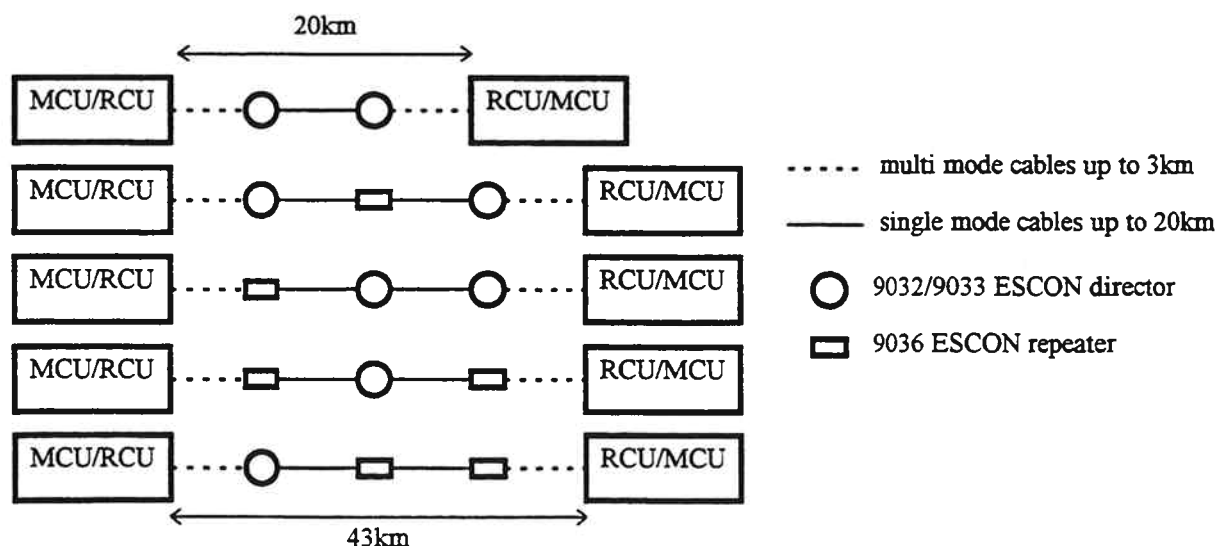 20km
MCU/RCU
RCU/MCU
MCU/RCU
RCU/MCU
multi mode cables up to 3km
single mode cables up to 20km
MCU/RCU
RCU/MCU
9032/9033 ESCON director
9036 ESCON repeater
MCU/RCU
RCU/MCU
MCU/RCU
RCU/MCU
43km